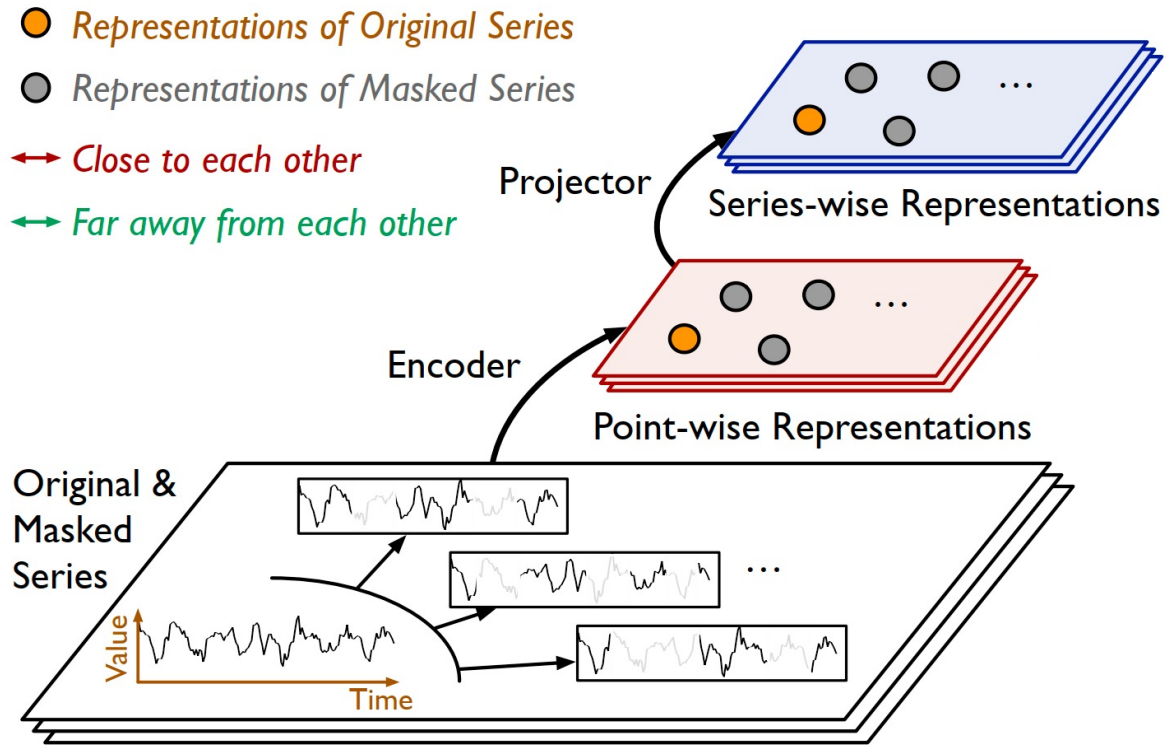 Representations of Original Series
Representations of Masked Series
Close to each other
Far away from each other
...
Projector
Series-wise Representations
...
Encoder
Point-wise Representations
Original &
Masked
Series
...
Value
Time